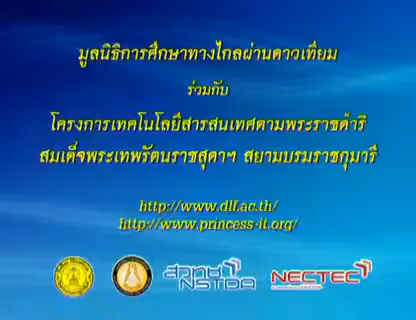 มูลนิธิการศึกษาทางไกลผ่านดาวเทียม
ร่วมกับ
โครงการเทคโนโลยีสารสนเทศตามพระราชดำริ
สมเด็จพระเทพรัตนราชสุดาฯ สยามบรมราชกุมารี
http://www.dlf.ac.th/
http://www.princess-it.org/
สวทช
NSTDA
NECTEC